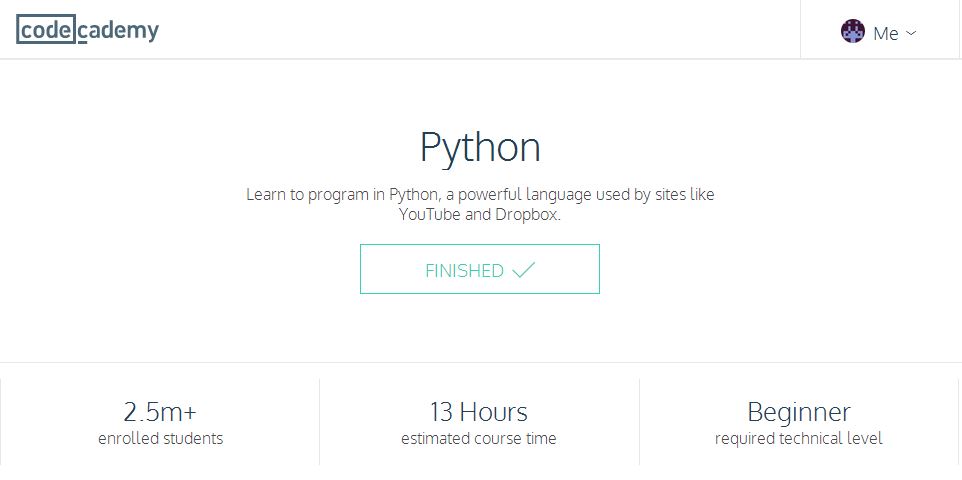 codecademy
Me
Python
Learn to program in Python, a powerful language used by sites like
YouTube and Dropbox.
FINISHED
2.5m+
enrolled students
13 Hours
estimated course time
Beginner
required technical level